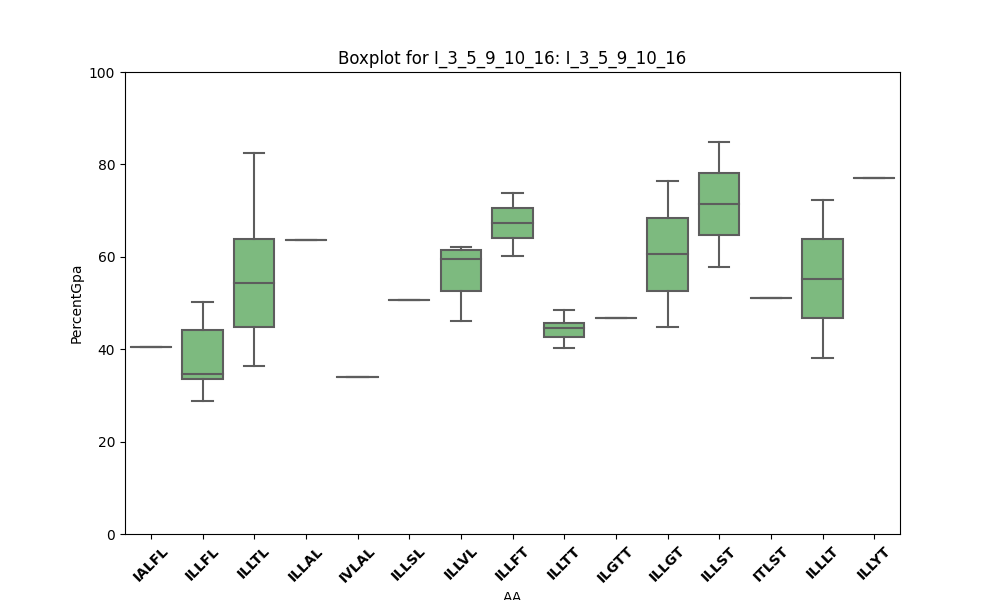 Boxplot for I_3_5_9_10_16: I_3_5_9_10_16
100
80
60
40
20
0
PercentGpa
IALFL
ILLFL
ILLTL
ILLAL
IVLAL
ILLSL
ILLVL
ILLFT
ILLTT
ILGTT
ILLGT
ILLST
ITLST
ILLLT
ILLYT
AA